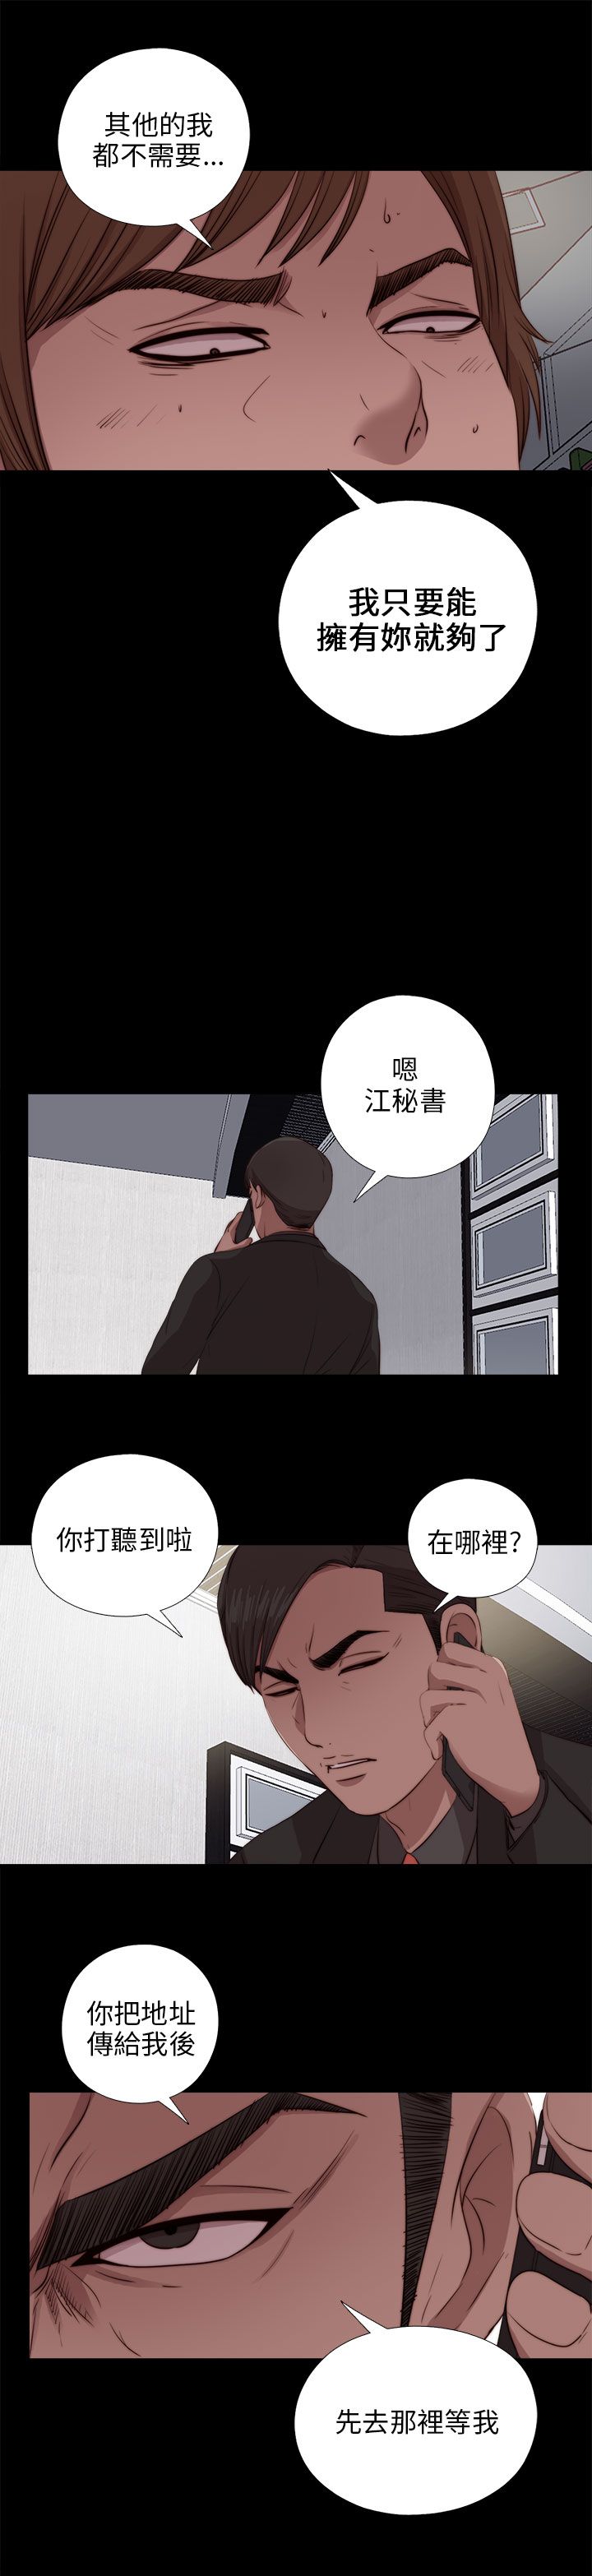 其他的我
都不需要...
我只要能
擁有妳就夠了
嗯
江秘書
你打聽到啦
在哪裡?
你把地址
傳給我後
先去那裡等我